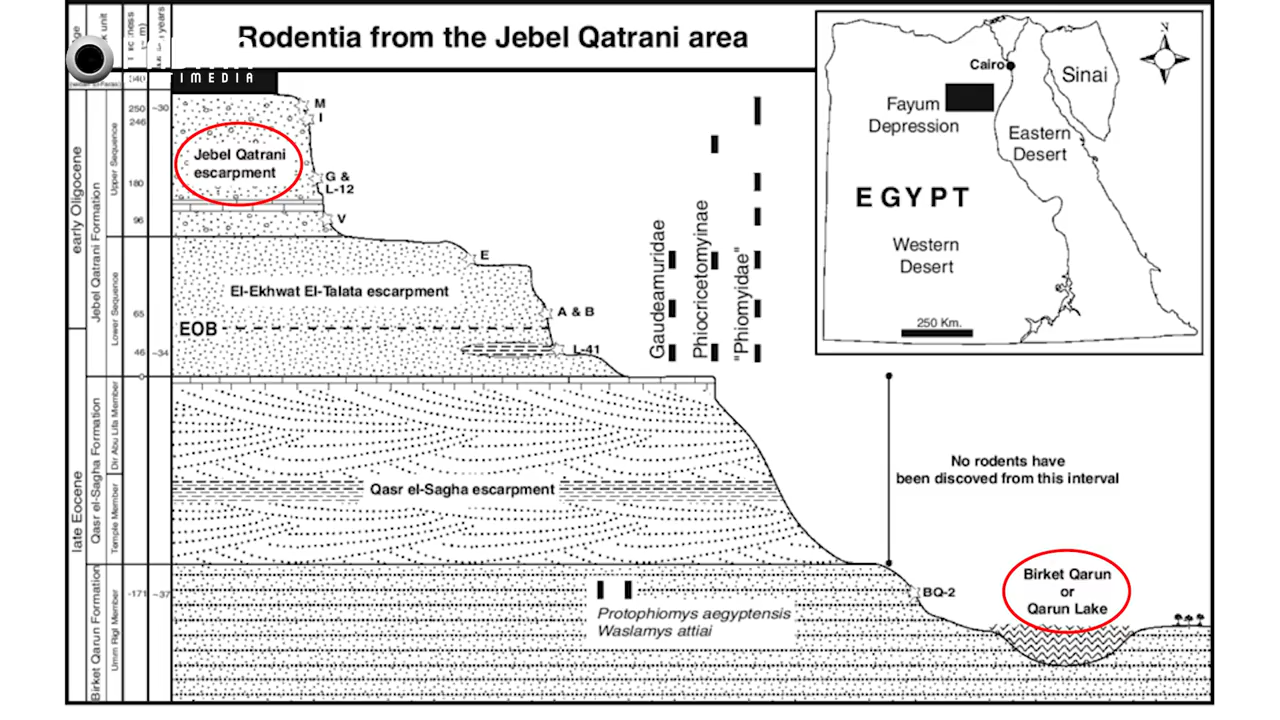 Rodentia from the Jebel Qatrani area
IMEDIA
years
early Oligocene
late Eocene
Jebel Qatrani Formation
Qasr el-Sagha Formation
Birket Qarun Formation
Upper Sequence
Lower Sequence
Dir Abu Lifa Member
Temple Member
Umm Rigl Member
340
250
246
180
96
65
46
0
-171
~30
~34
~37
M
I
Jebel Qatrani
escarpment
G &
L-12
V
E
El-Ekhwat El-Talata escarpment
A & B
EOB
L-41
Gaudeamuridae
Phiocricetomyinae
"Phiomyidae"
Qasr el-Sagha escarpment
No rodents have
been discoved from this interval
BQ-2
Protophiomys aegyptensis
Waslamys attiai
Birket Qarun
or
Qarun Lake
N
Cairo
Sinai
Fayum
Depression
Eastern
Desert
EGYPT
Western
Desert
250 Km.